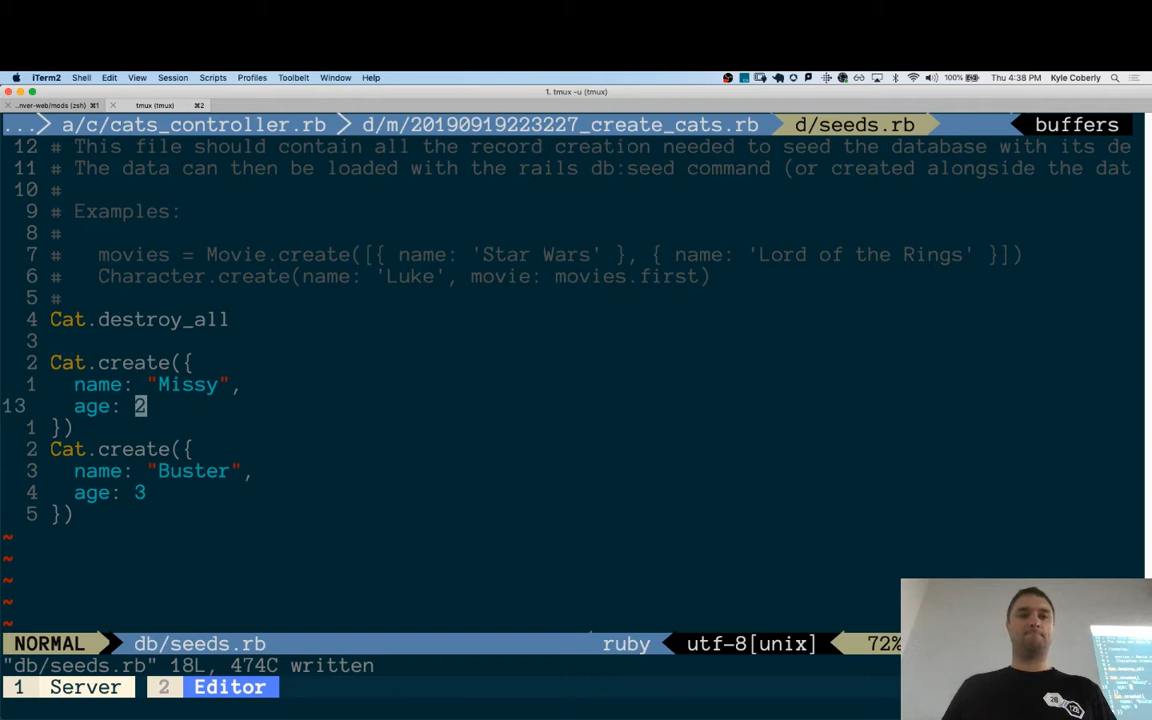 iTerm2 Shell Edit View Session Scripts Profiles Toolbelt Window Help 100% Thu 4:38 PM Kyle Coberly
1. tmux -u (tmux)
...nver-web/mods (zsh) ⌘1 tmux (tmux) ⌘2
... a/c/cats_controller.rb d/m/20190919223227_create_cats.rb d/seeds.rb buffers
12 # This file should contain all the record creation needed to seed the database with its de
11 # The data can then be loaded with the rails db:seed command (or created alongside the dat
10 #
9 # Examples:
8 #
7 #   movies = Movie.create([{ name: 'Star Wars' }, { name: 'Lord of the Rings' }])
6 #   Character.create(name: 'Luke', movie: movies.first)
5 #
4 Cat.destroy_all
3
2 Cat.create({
1   name: "Missy",
13   age: 2
1 })
2 Cat.create({
3   name: "Buster",
4   age: 3
5 })
~
~
~
~
~
NORMAL db/seeds.rb ruby utf-8[unix] 72%
"db/seeds.rb" 18L, 474C written
1 Server 2 Editor